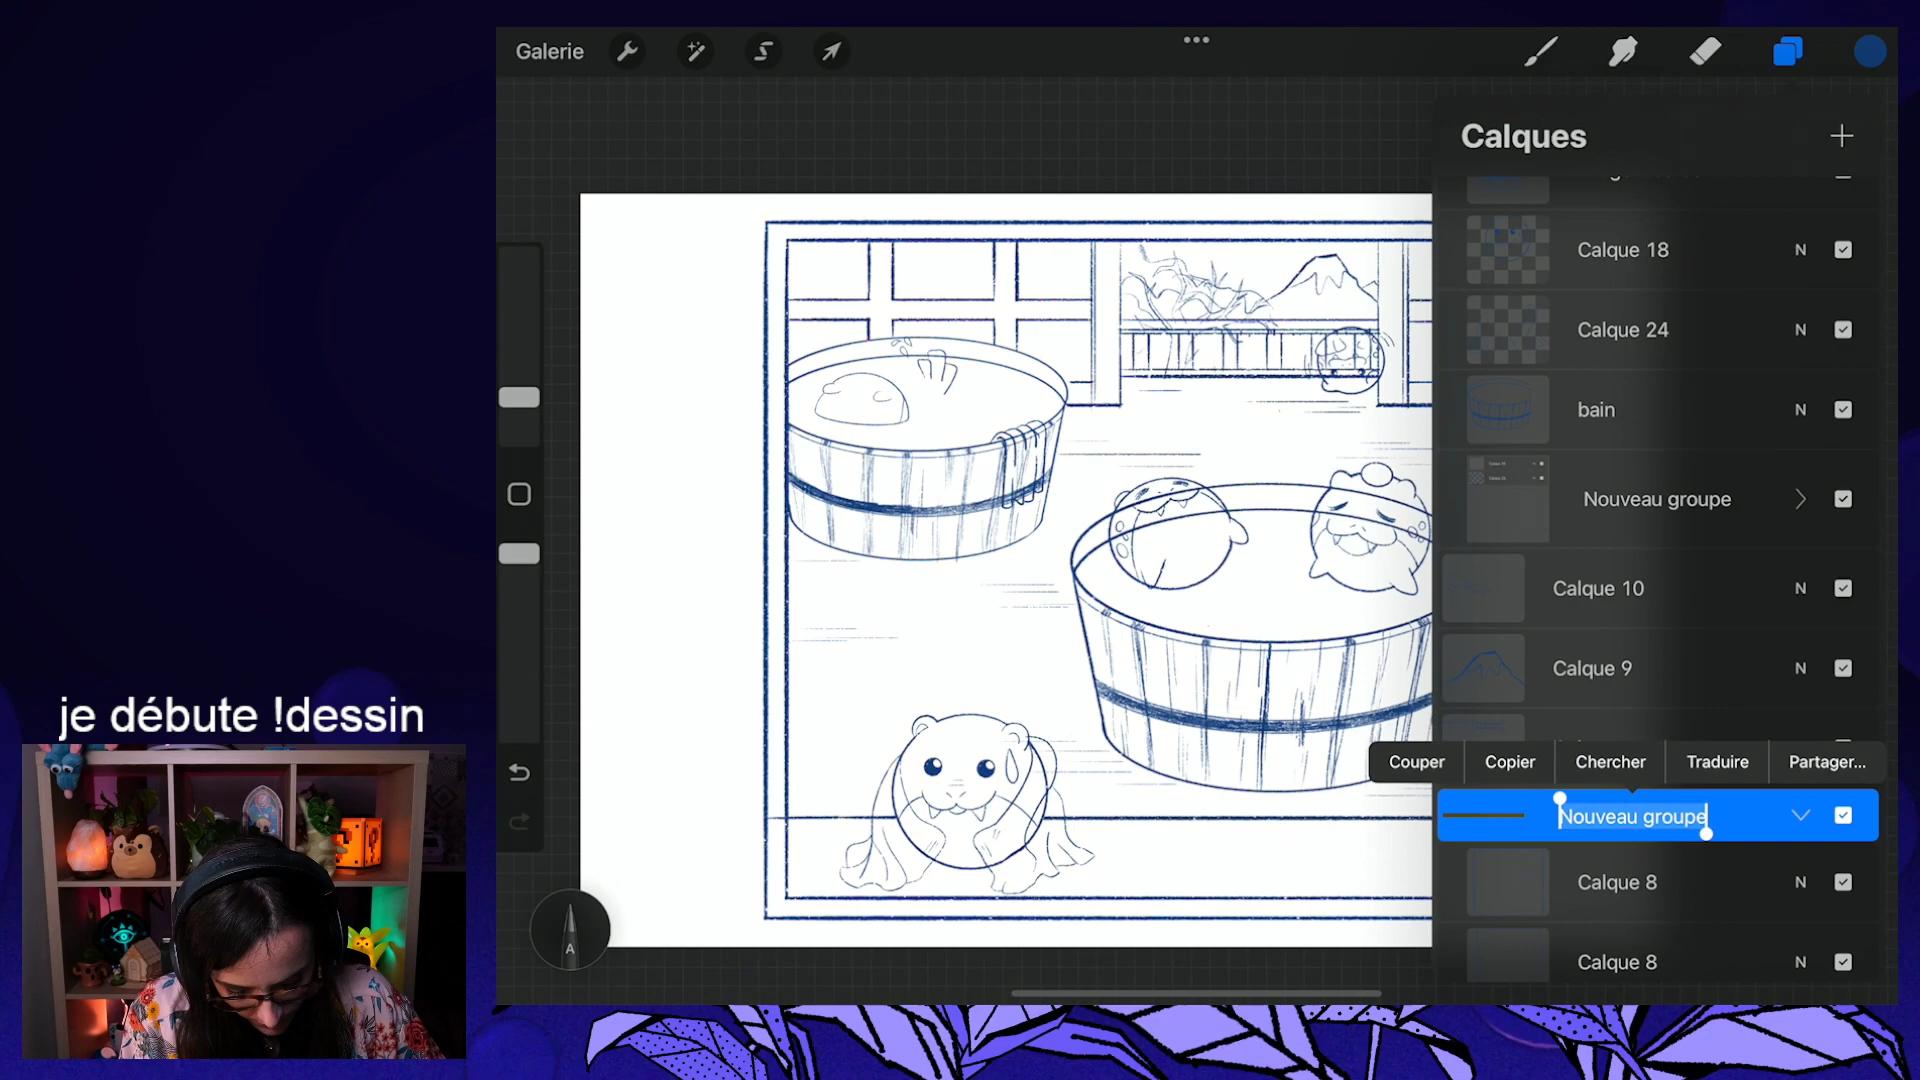 Galerie
Calques
Calque 18 N
Calque 24 N
bain N
Nouveau groupe
Calque 10 N
Calque 9 N
Couper Copier Chercher Traduire Partager...
Nouveau groupe
Calque 8 N
Calque 8 N
A
je débute !dessin